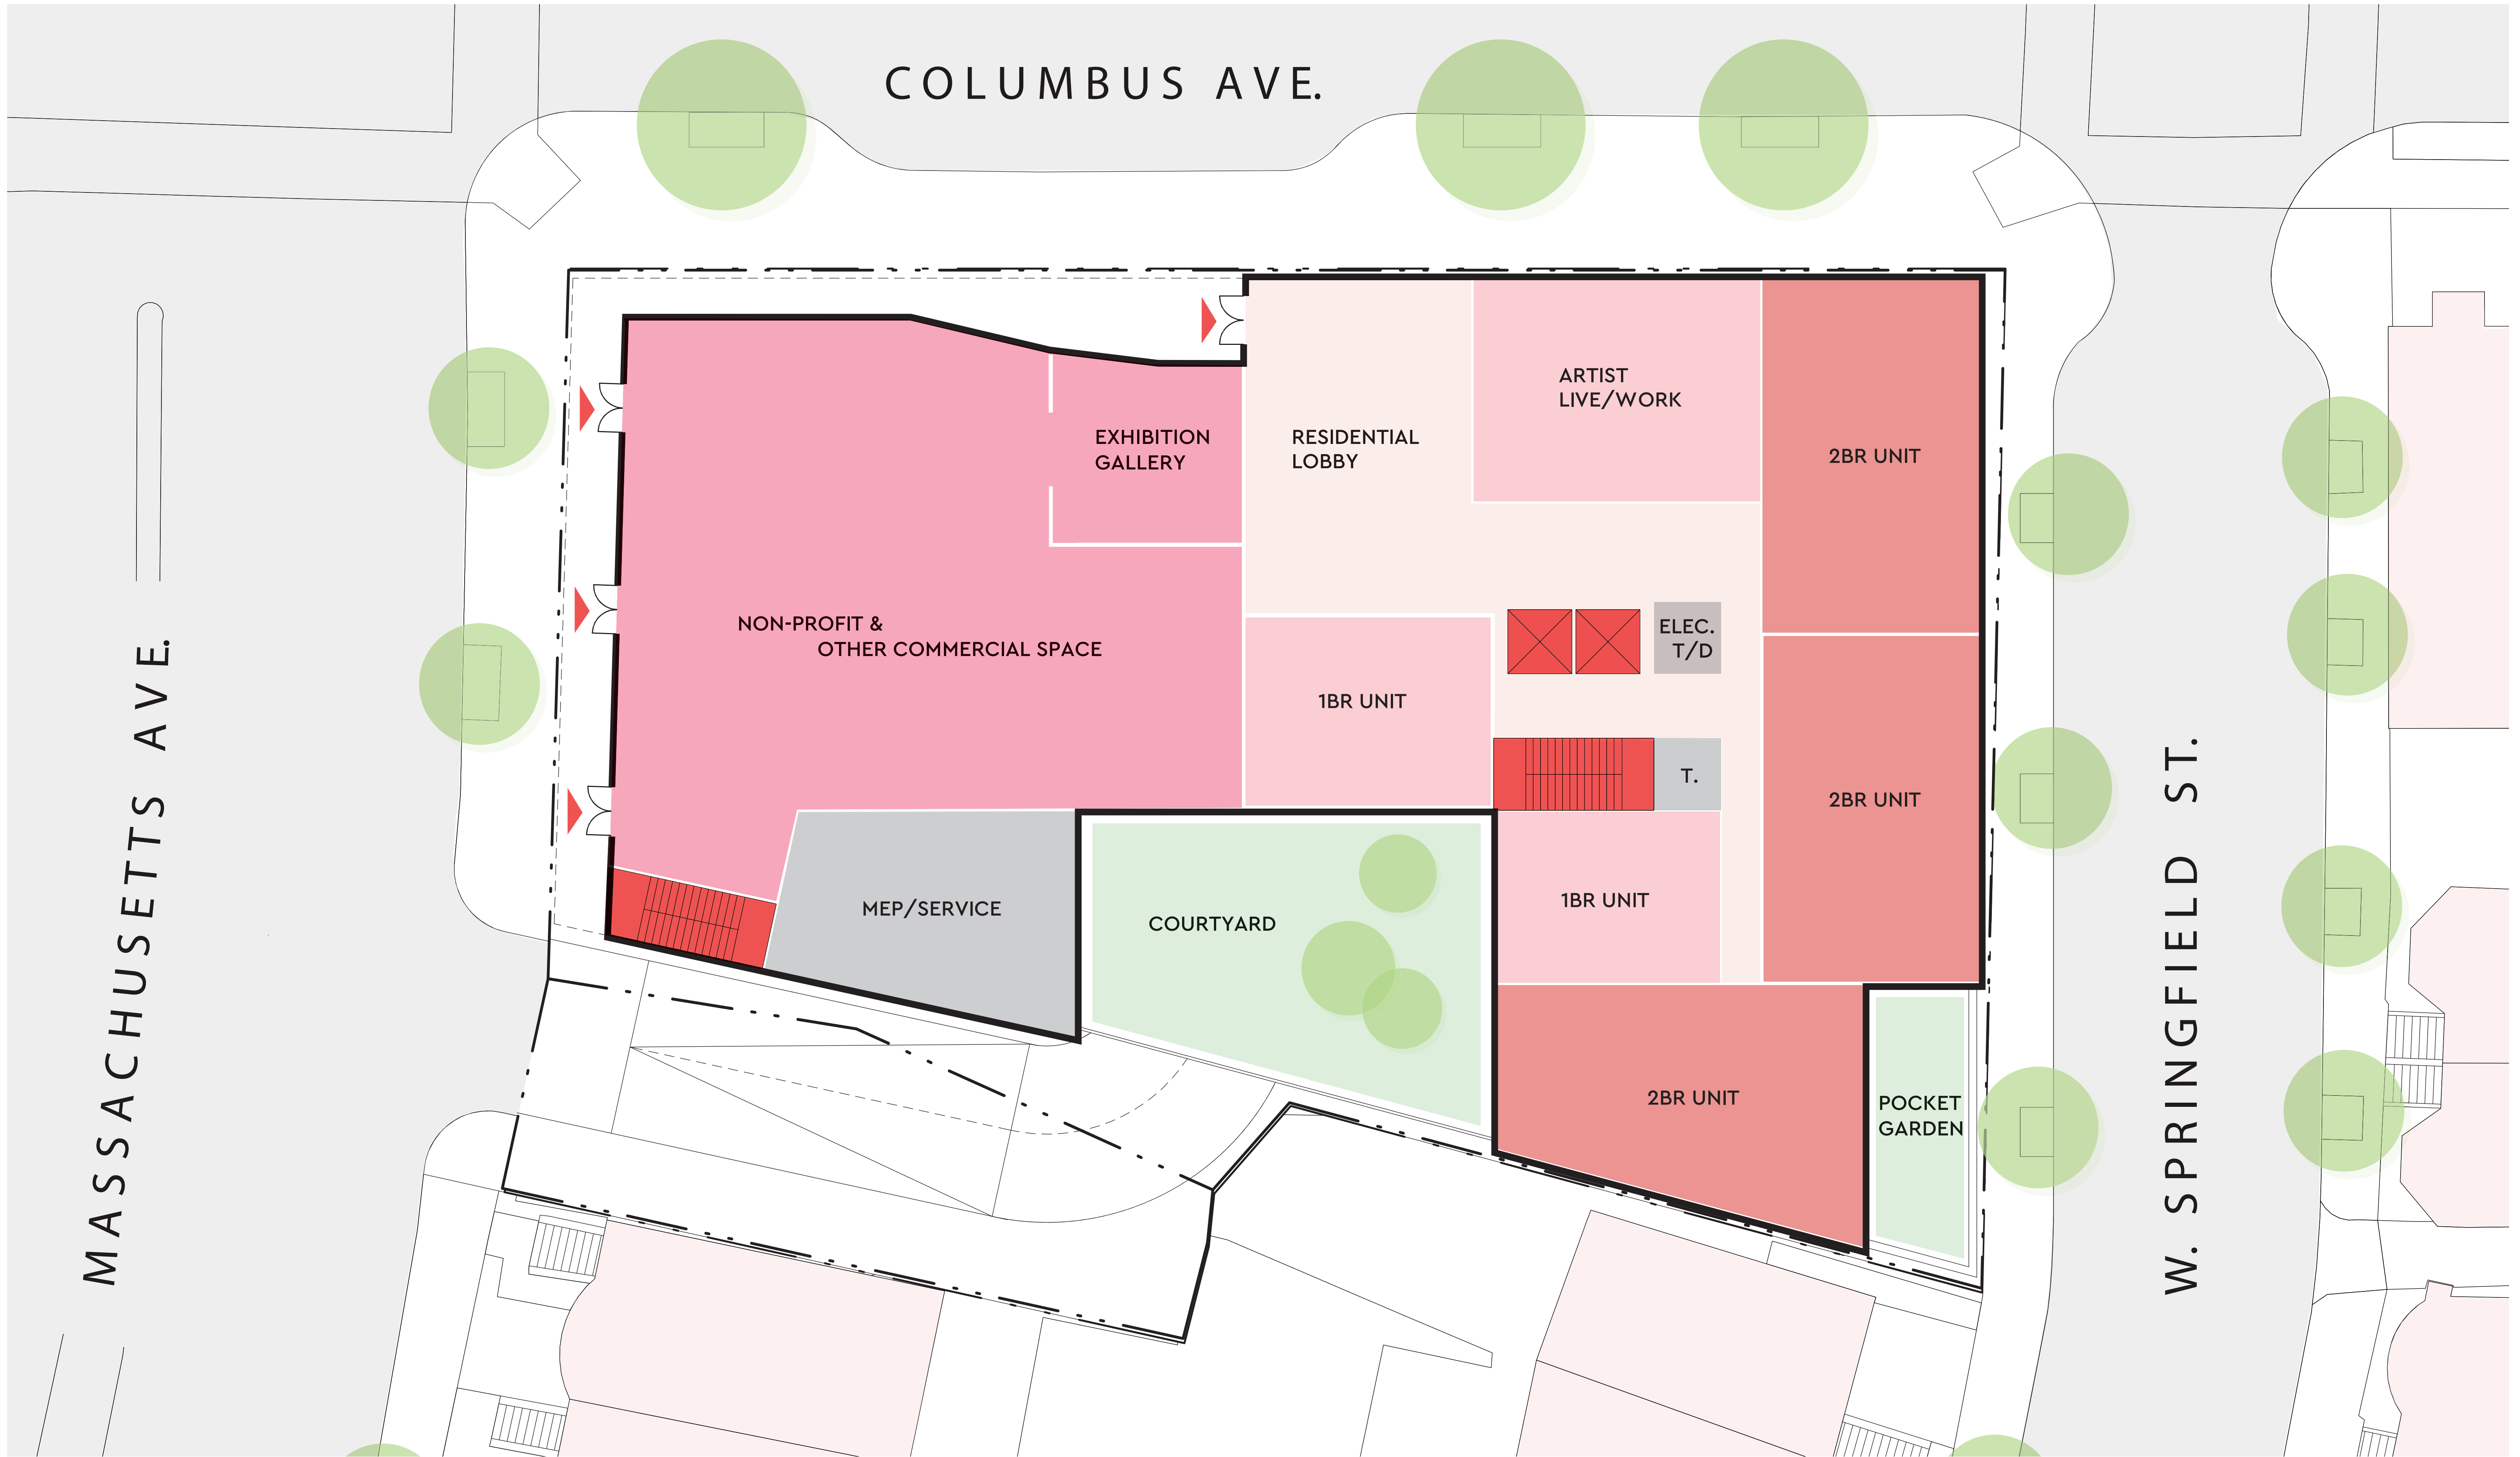 COLUMBUS AVE.
ARTIST
LIVE/WORK
EXHIBITION
GALLERY
RESIDENTIAL
LOBBY
2BR UNIT
NON-PROFIT &
OTHER COMMERCIAL SPACE
ELEC.
T/D
1BR UNIT
T.
2BR UNIT
MEP/SERVICE
COURTYARD
1BR UNIT
2BR UNIT
POCKET
GARDEN
MASSACHUSETTS AVE.
W. SPRINGFIELD ST.